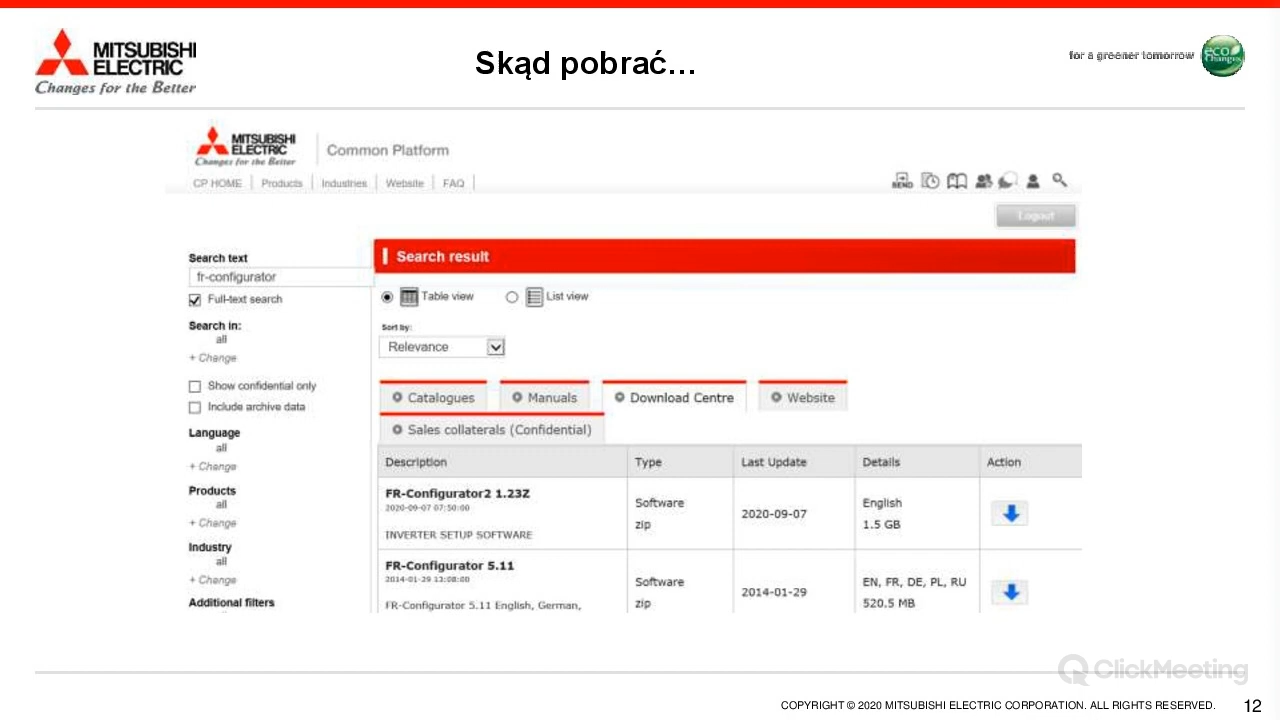 MITSUBISHI
ELECTRIC
Changes for the Better
Skąd pobrać...
for a greener tomorrow
eco
Changes
MITSUBISHI
ELECTRIC
Changes for the Better
Common Platform
CP HOME
Products
Industries
Website
FAQ
SEND
Logout
Search text
fr-configurator
Full-text search
Search in:
all
+ Change
Show confidential only
Include archive data
Language
all
+ Change
Products
all
+ Change
Industry
all
+ Change
Additional filters
Search result
Table view
List view
Sort by:
Relevance
Catalogues
Manuals
Download Centre
Website
Sales collaterals (Confidential)
Description Type Last Update Details Action
FR-Configurator2 1.23Z
2020-09-07 07:50:00
INVERTER SETUP SOFTWARE
Software
zip
2020-09-07
English
1.5 GB
FR-Configurator 5.11
2014-01-29 13:08:00
FR-Configurator 5.11 English, German,
Software
zip
2014-01-29
EN, FR, DE, PL, RU
520.5 MB
ClickMeeting
COPYRIGHT © 2020 MITSUBISHI ELECTRIC CORPORATION. ALL RIGHTS RESERVED.
12